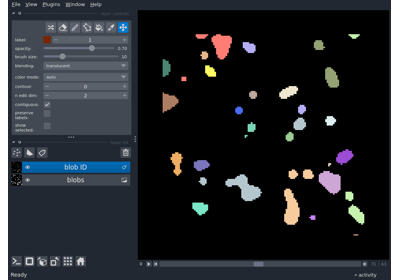 File View Plugins Window Help
label: 1
opacity: 0.70
brush size: 10
blending: translucent
color mode: auto
contour: 0
n edit dim: 2
contiguous:
preserve labels:
show selected:
blob ID
blobs
Ready
activity